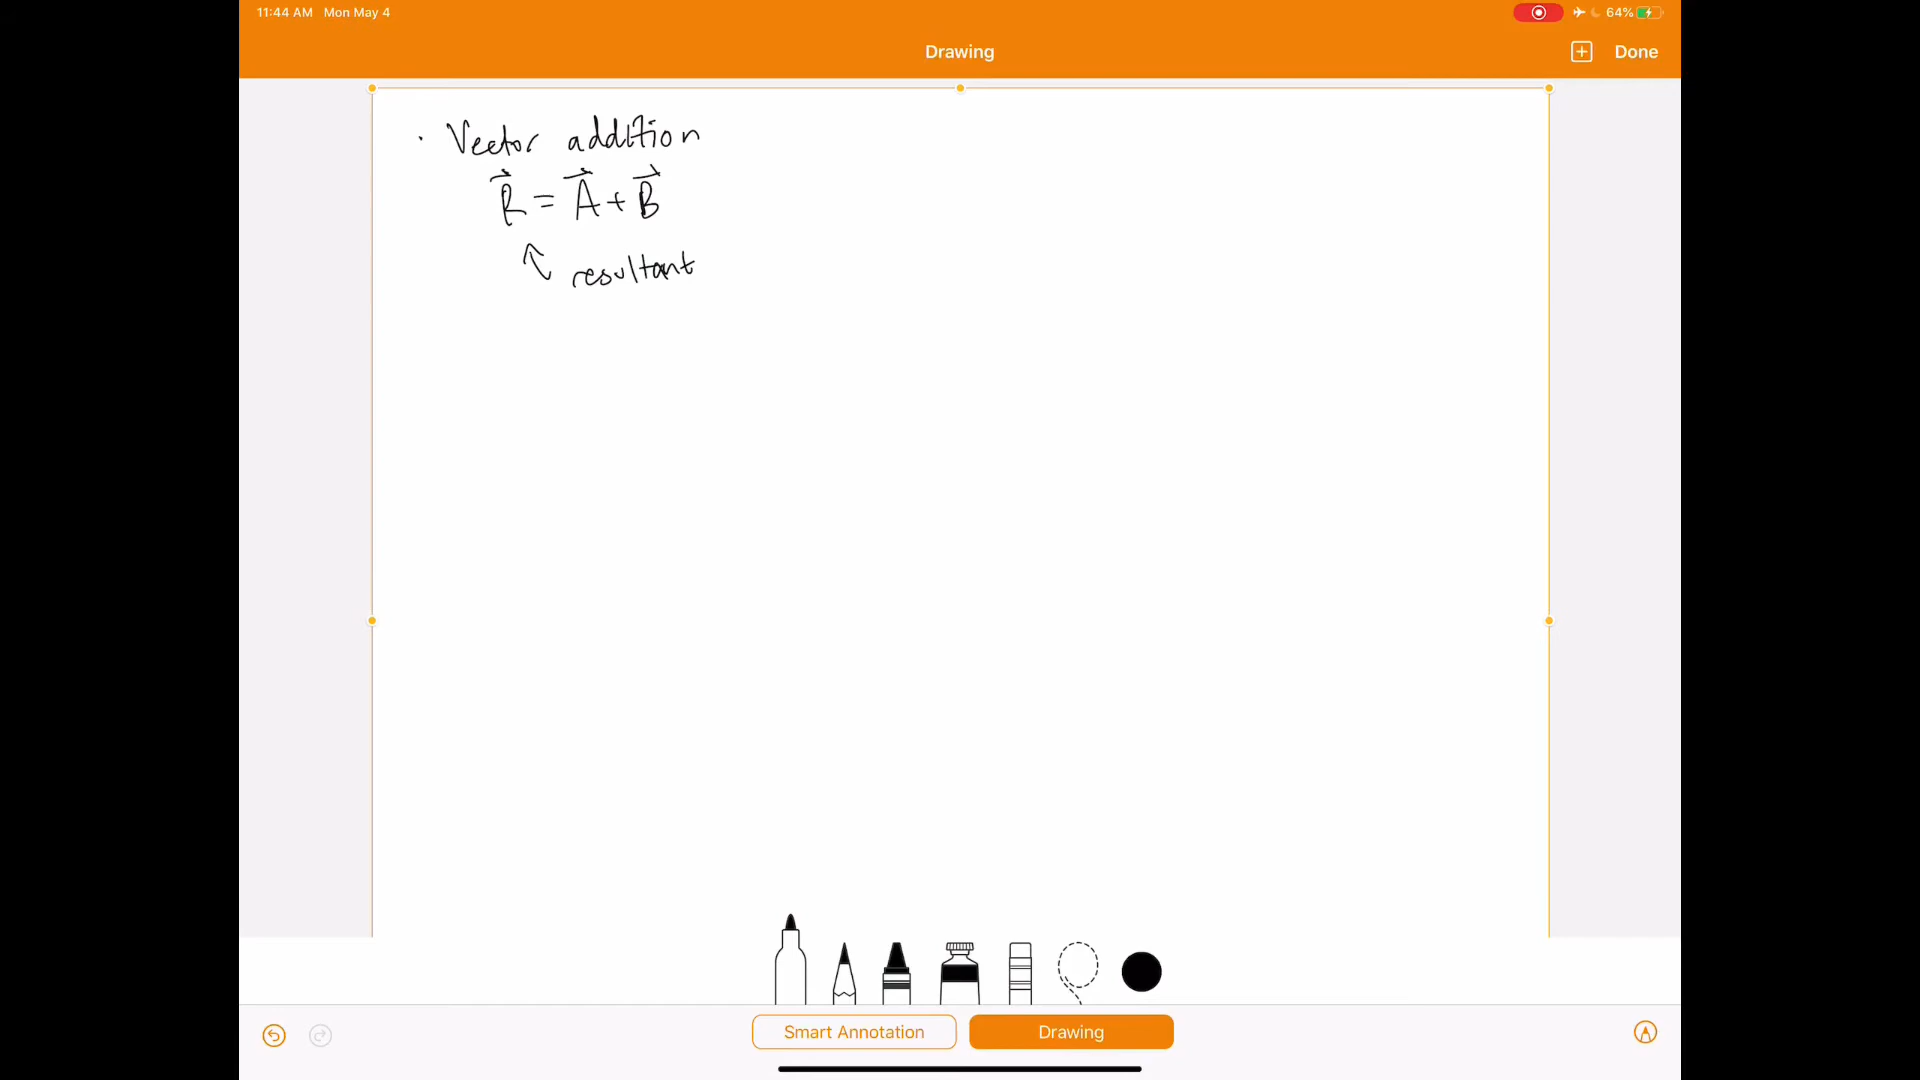 11:44 AM Mon May 4
64%
Drawing
Done
· Vector addition
R⃗ = A⃗ + B⃗
↖ resultant
Smart Annotation
Drawing